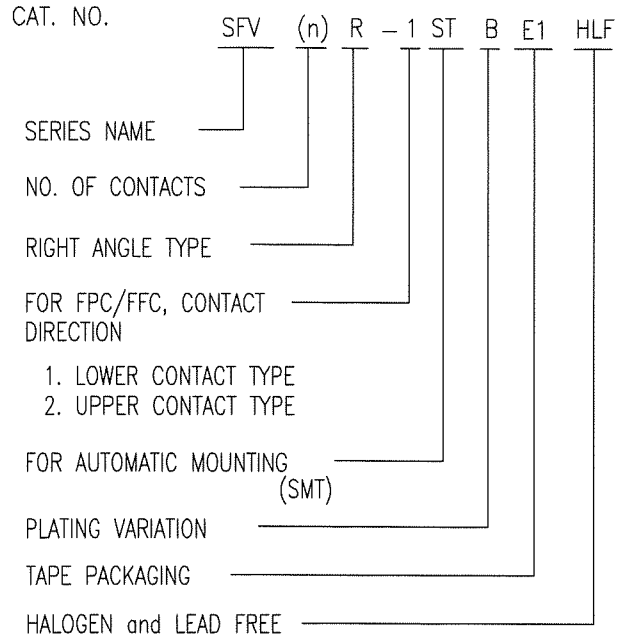 CAT. NO. SFV (n) R - 1 ST B E1 HLF
SERIES NAME
NO. OF CONTACTS
RIGHT ANGLE TYPE
FOR FPC/FFC, CONTACT
DIRECTION
1. LOWER CONTACT TYPE
2. UPPER CONTACT TYPE
FOR AUTOMATIC MOUNTING
(SMT)
PLATING VARIATION
TAPE PACKAGING
HALOGEN and LEAD FREE